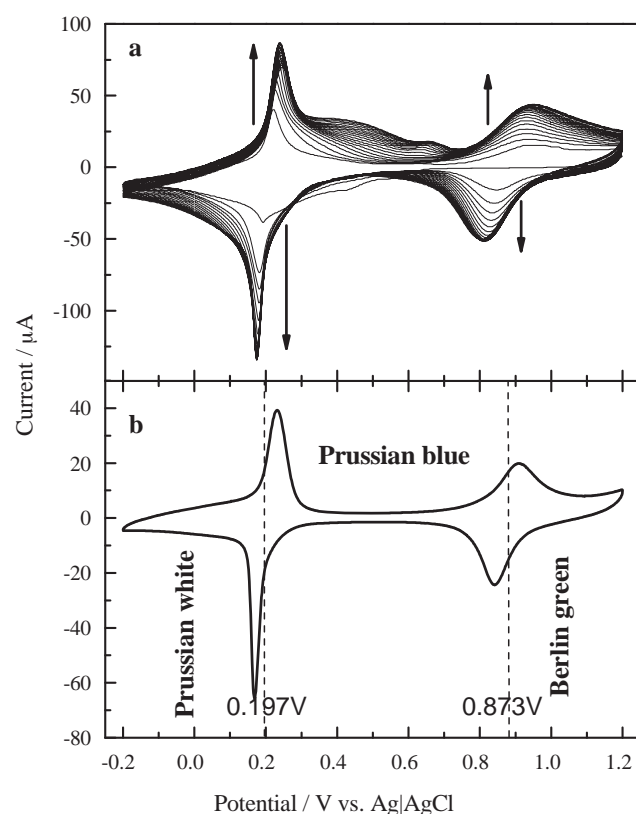 100
a
50
0
-50
-100
Current / µA
b
40
20
0
-20
-40
-60
-80
Prussian blue
Prussian white
Berlin green
0.197V
0.873V
-0.2 0.0 0.2 0.4 0.6 0.8 1.0 1.2
Potential / V vs. Ag|AgCl